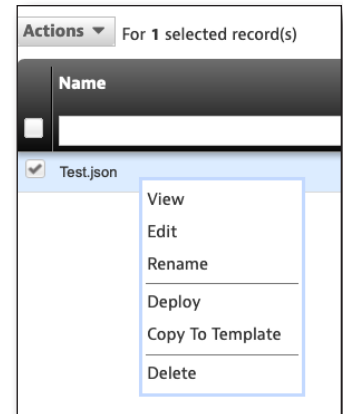 Actions
For 1 selected record(s)
Name
Test.json
View
Edit
Rename
Deploy
Copy To Template
Delete